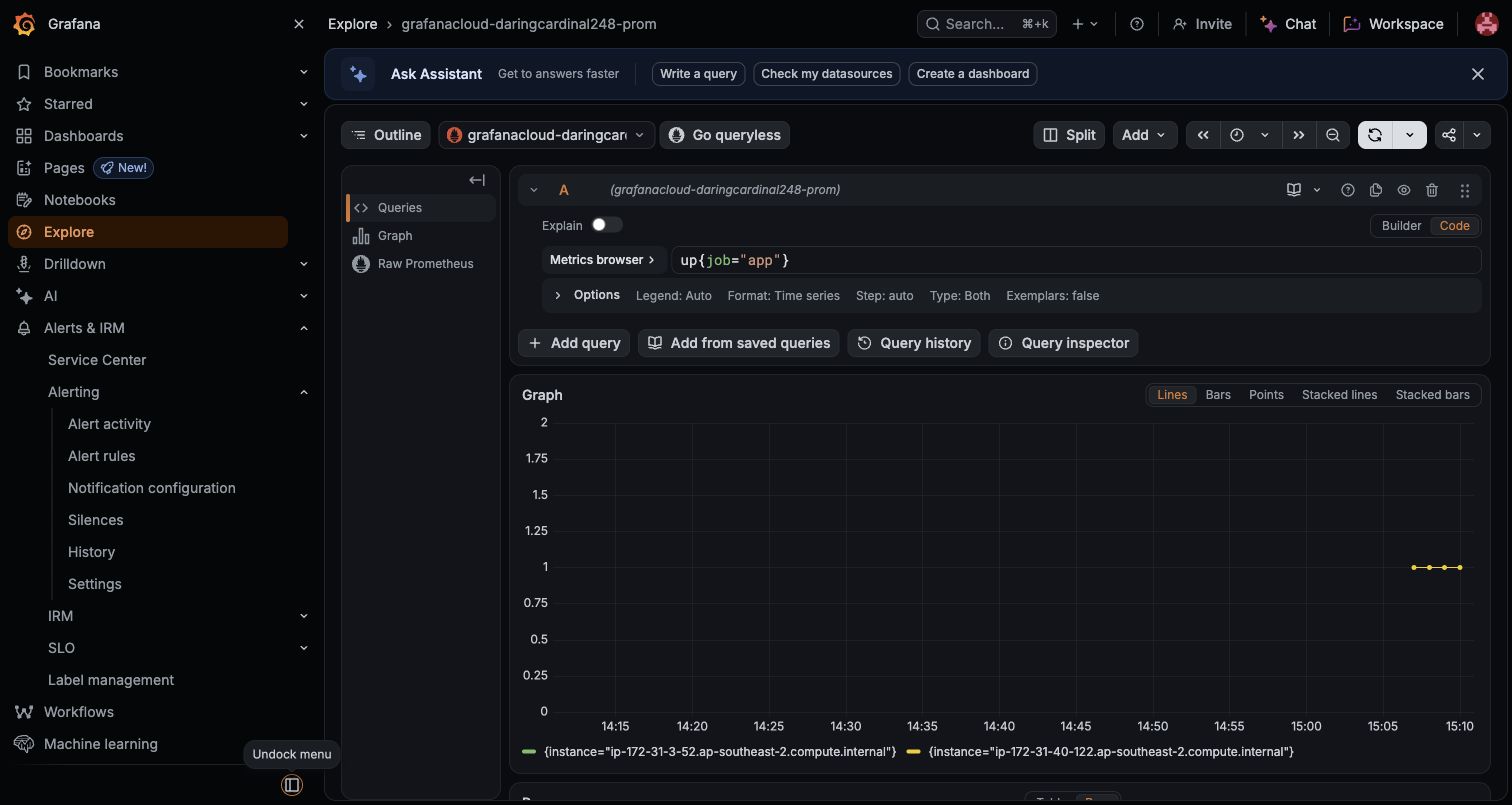 Grafana
Explore › grafanacloud-daringcardinal248-prom
Search... ⌘+k
Invite
Chat
Workspace
Bookmarks
Starred
Dashboards
Pages New!
Notebooks
Explore
Drilldown
AI
Alerts & IRM
Service Center
Alerting
Alert activity
Alert rules
Notification configuration
Silences
History
Settings
IRM
SLO
Label management
Workflows
Machine learning
Undock menu
Ask Assistant Get to answers faster Write a query Check my datasources Create a dashboard
Outline grafanacloud-daringcar Go queryless Split Add
Queries
Graph
Raw Prometheus
A (grafanacloud-daringcardinal248-prom)
Explain Builder Code
Metrics browser › up{job="app"}
Options Legend: Auto Format: Time series Step: auto Type: Both Exemplars: false
+ Add query Add from saved queries Query history Query inspector
Graph Lines Bars Points Stacked lines Stacked bars
2
1.75
1.5
1.25
1
0.75
0.5
0.25
0
14:15 14:20 14:25 14:30 14:35 14:40 14:45 14:50 14:55 15:00 15:05 15:10
{instance="ip-172-31-3-52.ap-southeast-2.compute.internal"} {instance="ip-172-31-40-122.ap-southeast-2.compute.internal"}